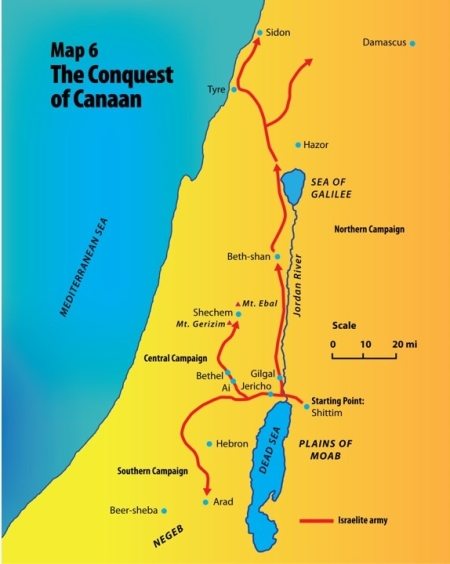 Map 6
The Conquest
of Canaan
Sidon
Damascus
Tyre
Hazor
SEA OF
GALILEE
MEDITERRANEAN SEA
Northern Campaign
Beth-shan
Jordan River
Mt. Ebal
Shechem
Mt. Gerizim
Scale
0 10 20 mi
Central Campaign
Bethel
Gilgal
Ai
Jericho
Starting Point:
Shittim
DEAD SEA
PLAINS OF
MOAB
Hebron
Southern Campaign
Arad
Beer-sheba
NEGEB
Israelite army